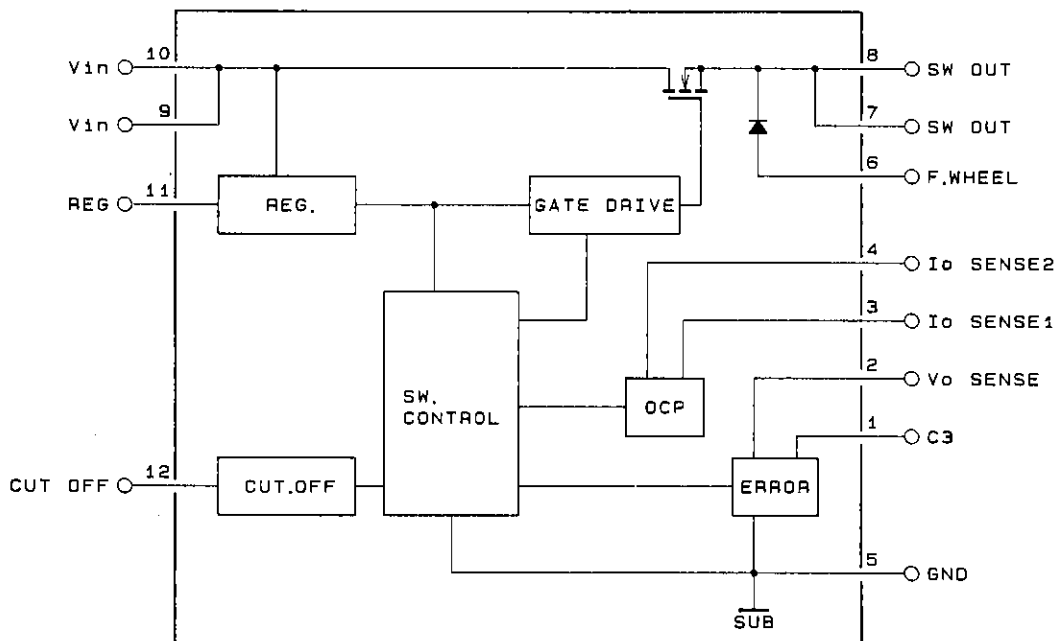 Vin 10 8 SW OUT
Vin 9 7 SW OUT
6 F.WHEEL
REG 11 REG. GATE DRIVE
4 Io SENSE2
3 Io SENSE1
2 Vo SENSE
SW. CONTROL
OCP
1 C3
CUT OFF 12 CUT.OFF ERROR
5 GND
SUB